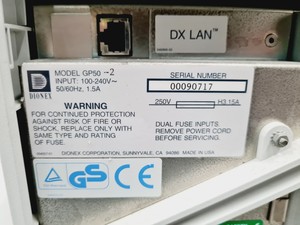 DX LAN™
DIONEX
MODEL GP50 -2
INPUT: 100-240V~
50/60Hz, 1.5A
SERIAL NUMBER
00090717
250V H3.15A
WARNING
FOR CONTINUED PROTECTION
AGAINST RISK OF FIRE OR
SHOCK, REPLACE ONLY WITH
SAME TYPE AND RATING OF
FUSE.
DUAL FUSE INPUTS
REMOVE POWER CORD
BEFORE SERVICING.
DIONEX CORPORATION, SUNNYVALE, CA 94086 MADE IN USA
CE
GS